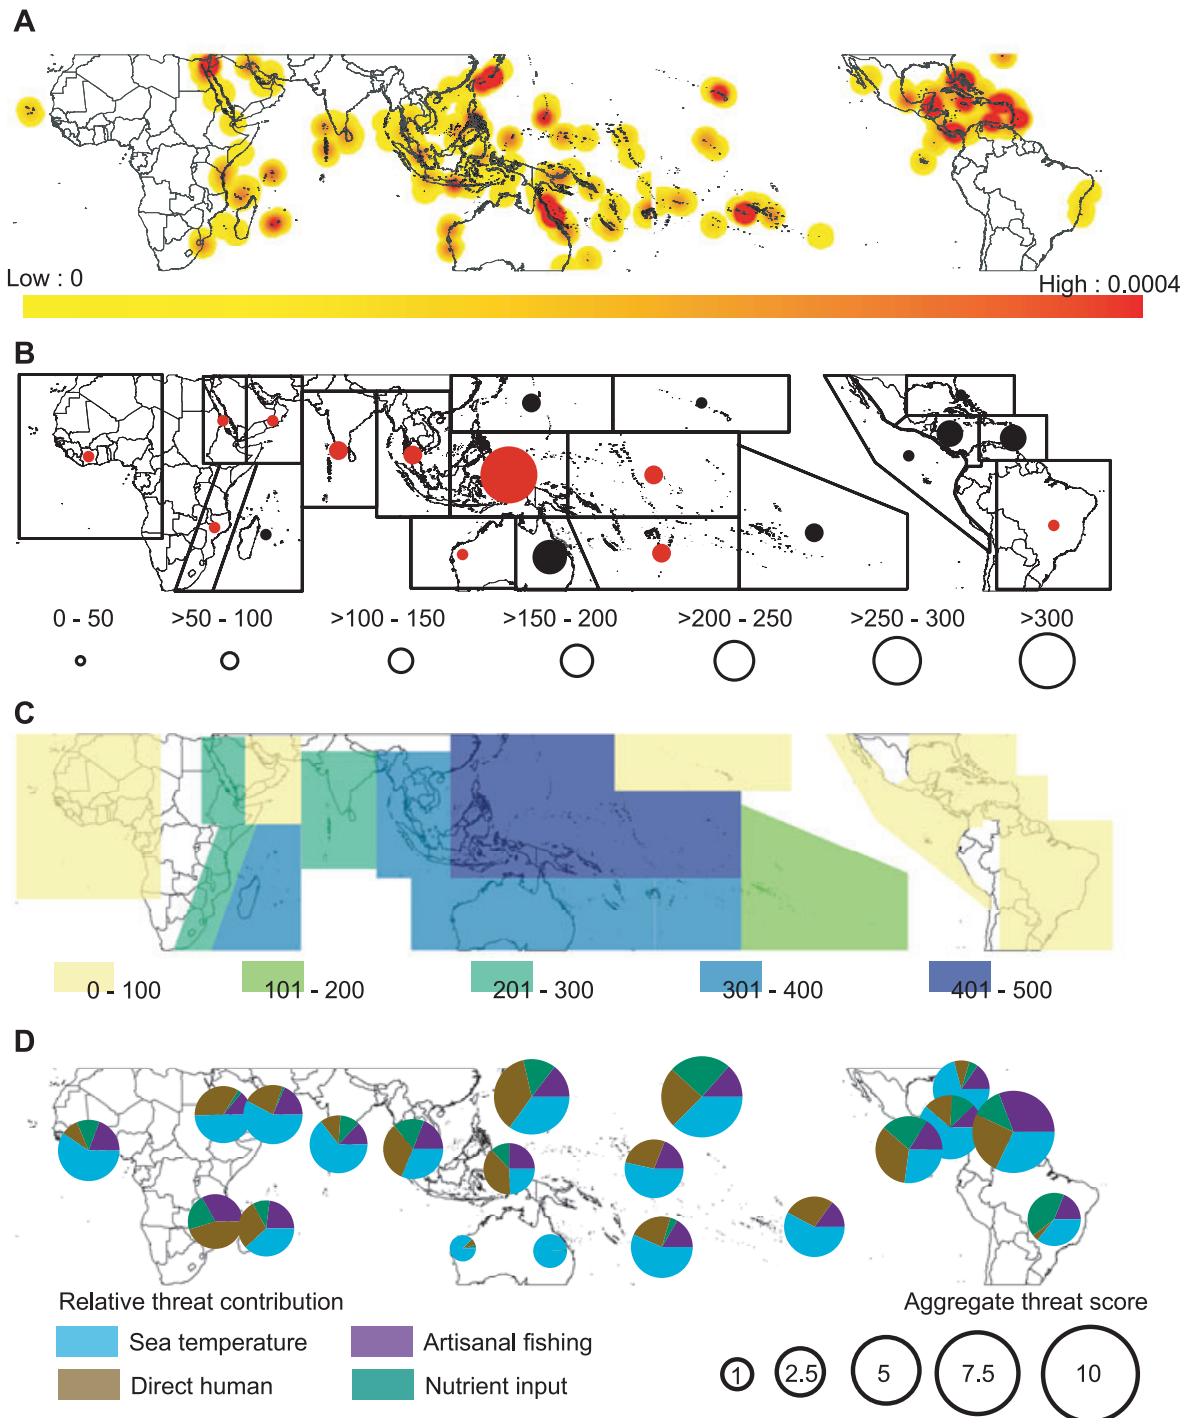 A
Low : 0
High : 0.0004
B
0 - 50
>50 - 100
>100 - 150
>150 - 200
>200 - 250
>250 - 300
>300
C
0 - 100
101 - 200
201 - 300
301 - 400
401 - 500
D
Relative threat contribution
Aggregate threat score
Sea temperature
Artisanal fishing
Direct human
Nutrient input
1
2.5
5
7.5
10